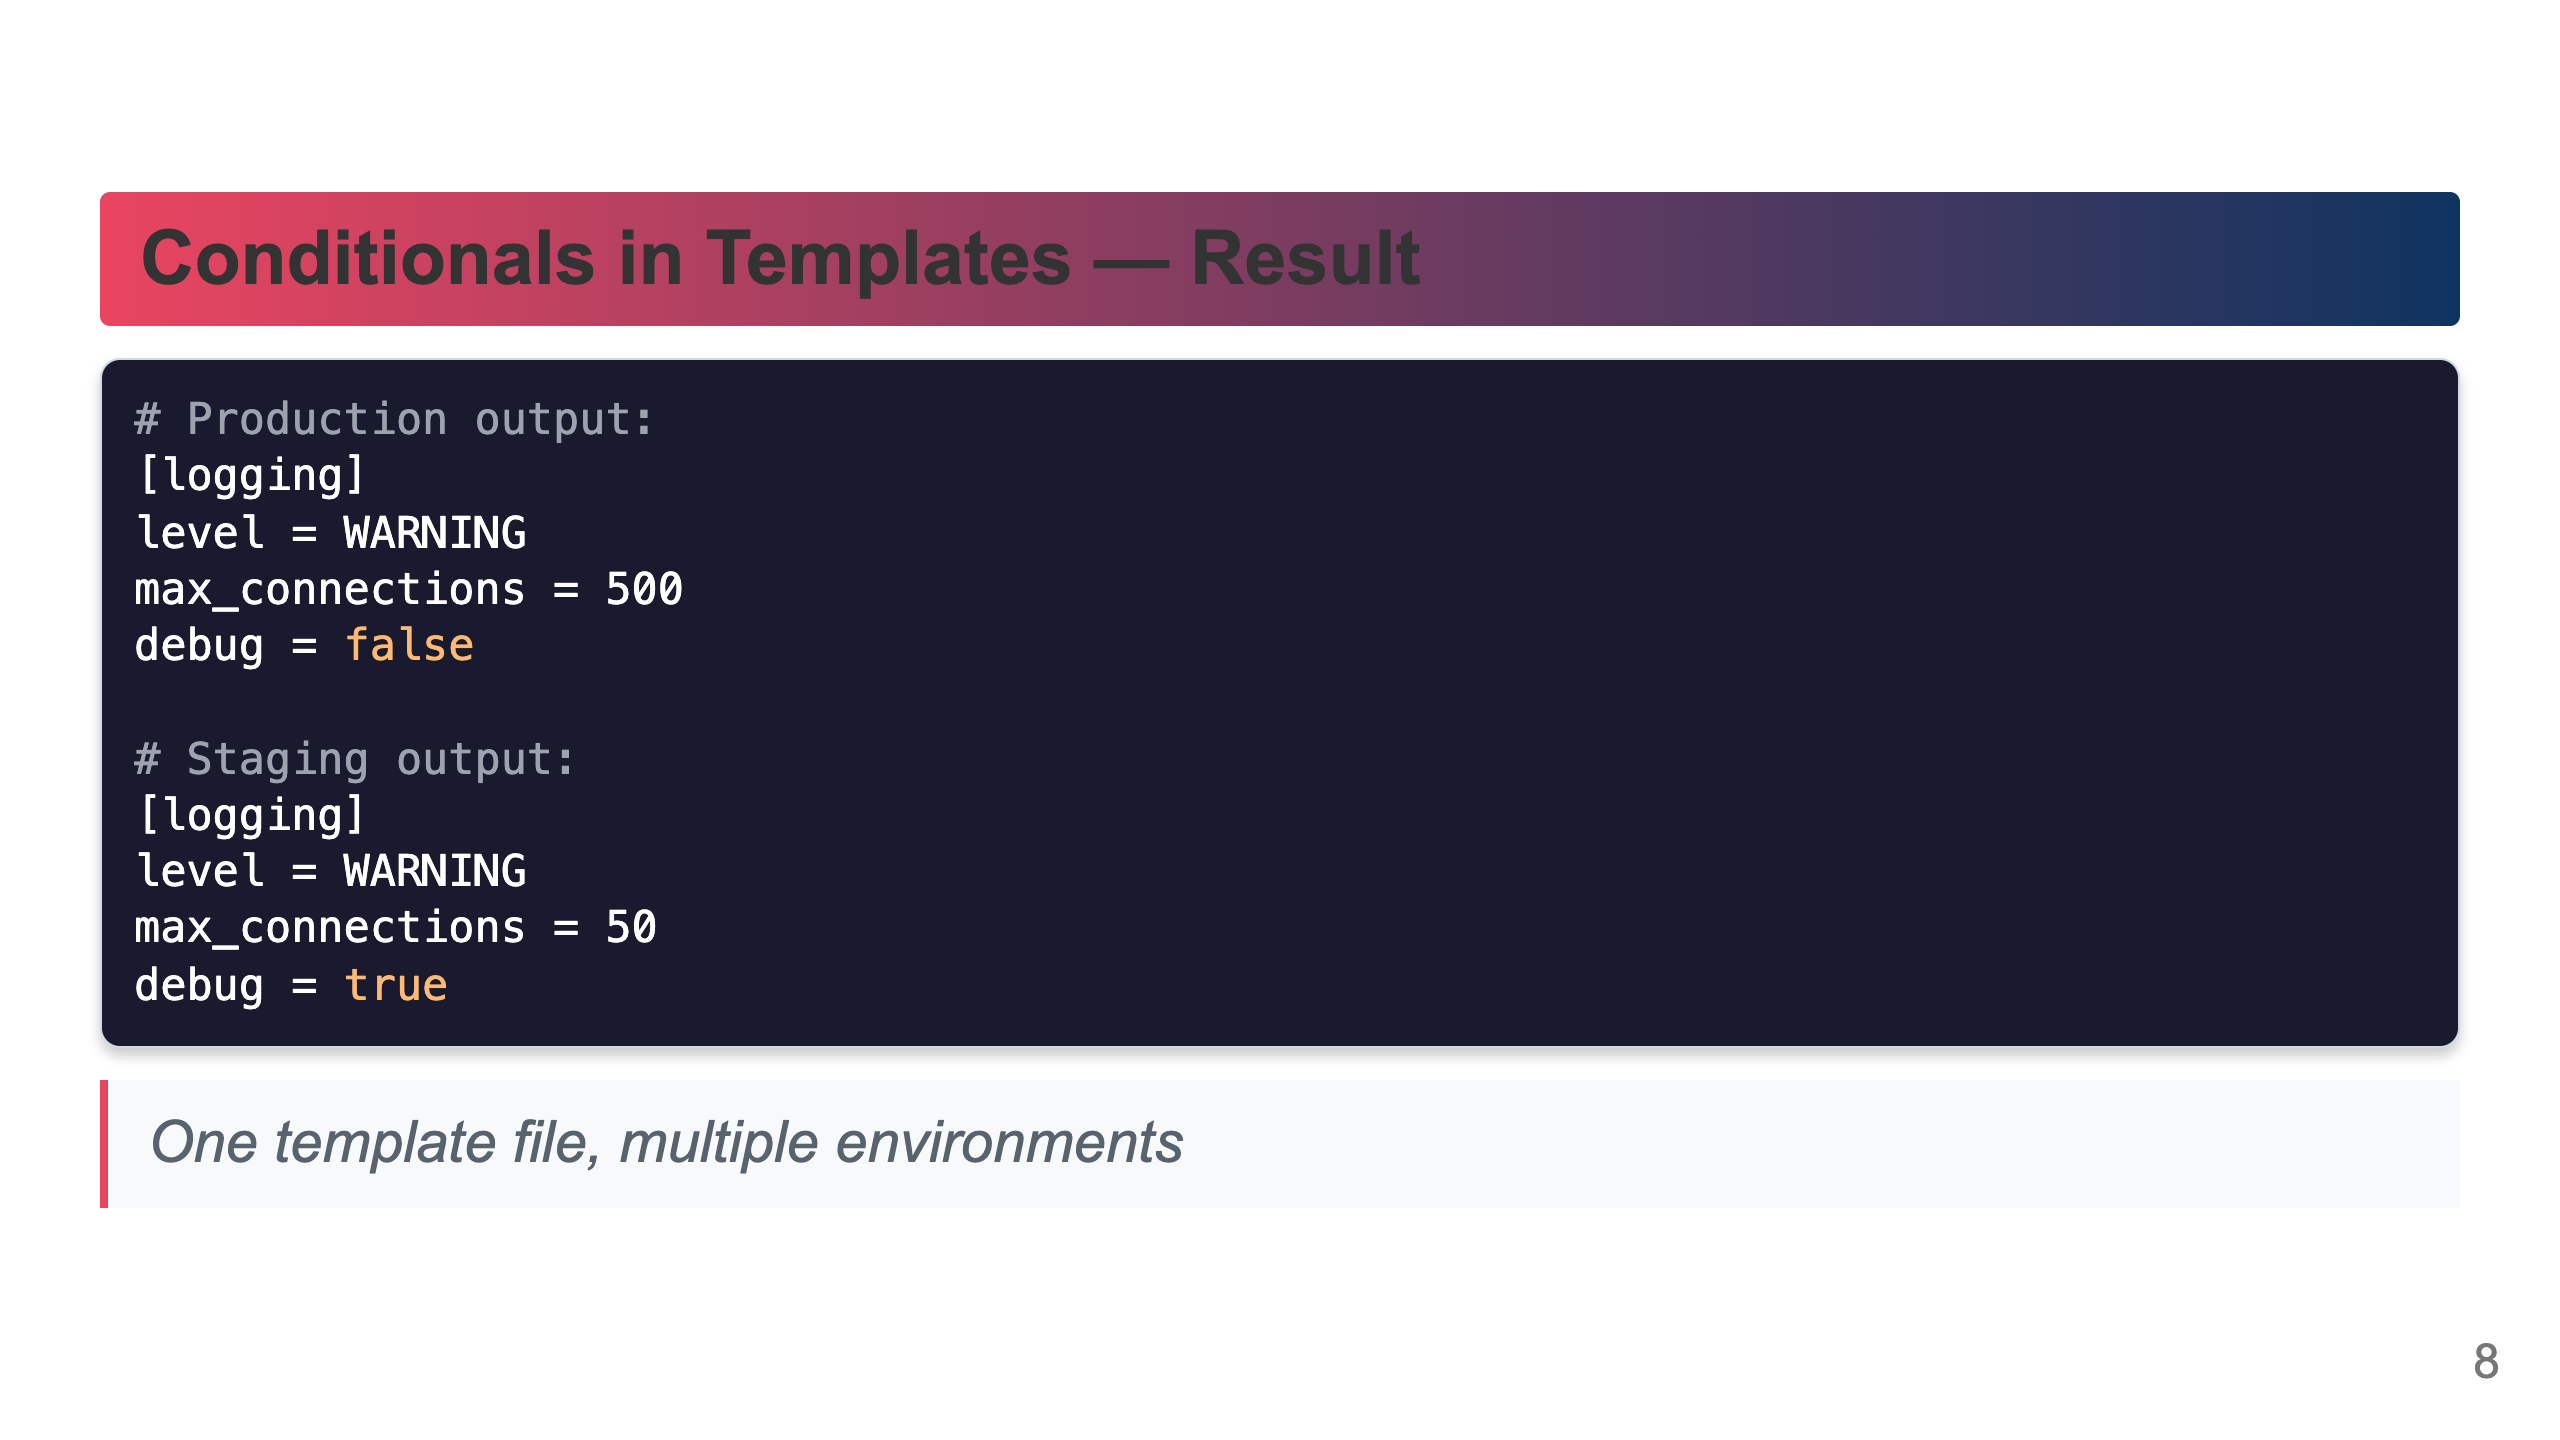 Conditionals in Templates — Result
# Production output:
[logging]
level = WARNING
max_connections = 500
debug = false

# Staging output:
[logging]
level = WARNING
max_connections = 50
debug = true
One template file, multiple environments
8